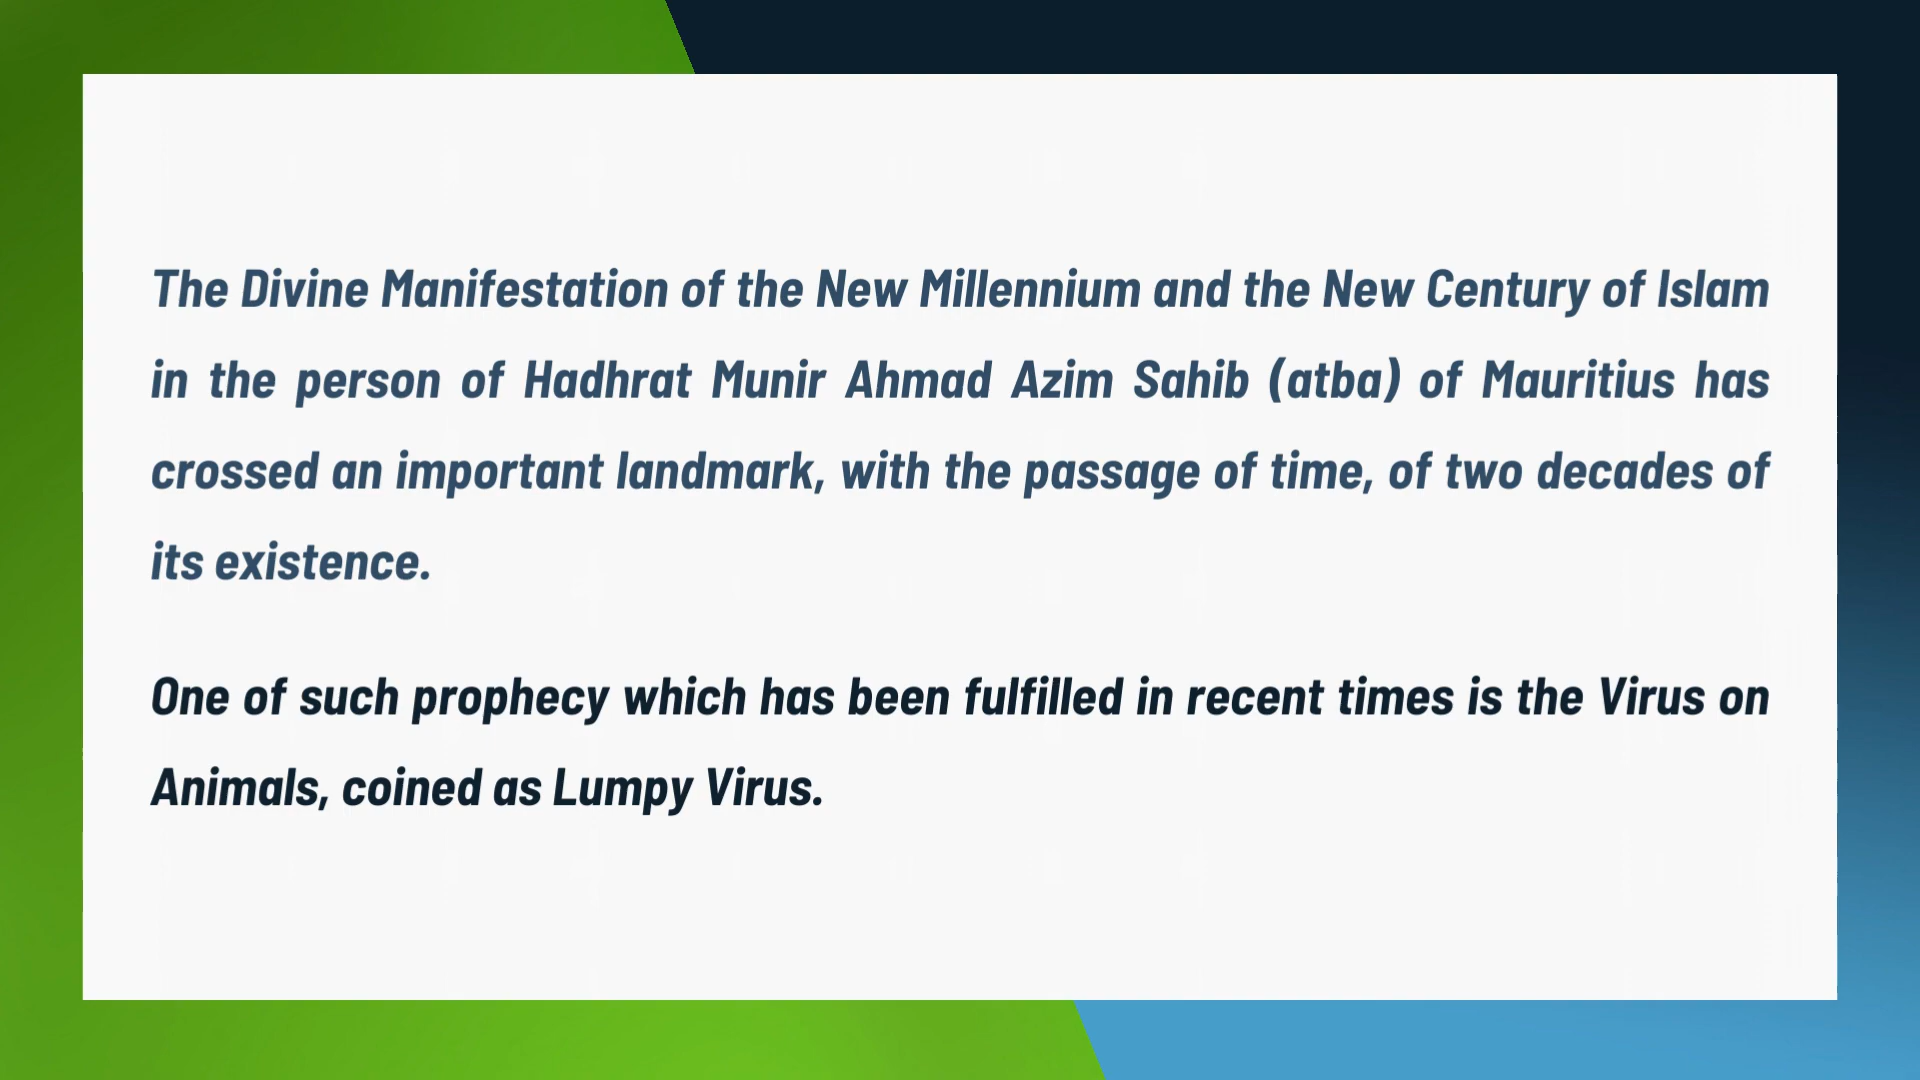 The Divine Manifestation of the New Millennium and the New Century of Islam
in the person of Hadhrat Munir Ahmad Azim Sahib (atba) of Mauritius has
crossed an important landmark, with the passage of time, of two decades of
its existence.
One of such prophecy which has been fulfilled in recent times is the Virus on
Animals, coined as Lumpy Virus.